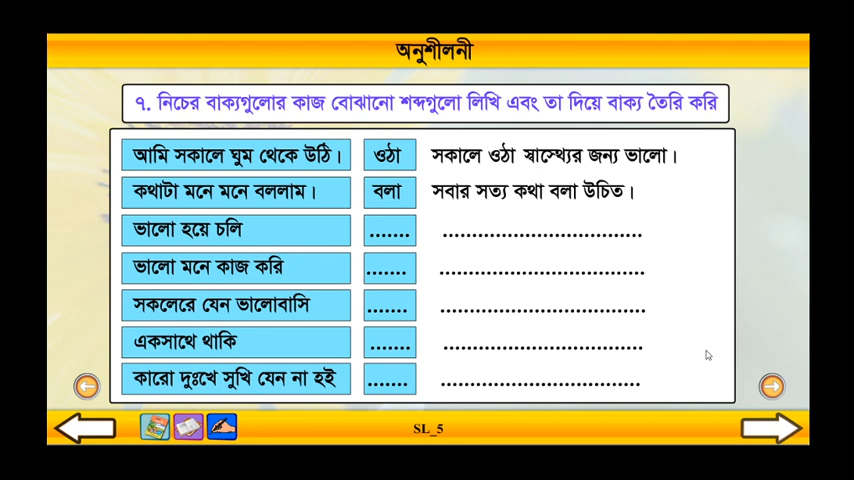 অনুশীলনী
৭. নিচের বাক্যগুলোর কাজ বোঝানো শব্দগুলো লিখি এবং তা দিয়ে বাক্য তৈরি করি
আমি সকালে ঘুম থেকে উঠি। ওঠা সকালে ওঠা স্বাস্থ্যের জন্য ভালো।
কথাটা মনে মনে বললাম। বলা সবার সত্য কথা বলা উচিত।
ভালো হয়ে চলি ....... ..................................
ভালো মনে কাজ করি ....... ..................................
সকলেরে যেন ভালোবাসি ....... ..................................
একসাথে থাকি ....... ..................................
কারো দুঃখে সুখি যেন না হই ....... ..................................
SL_5